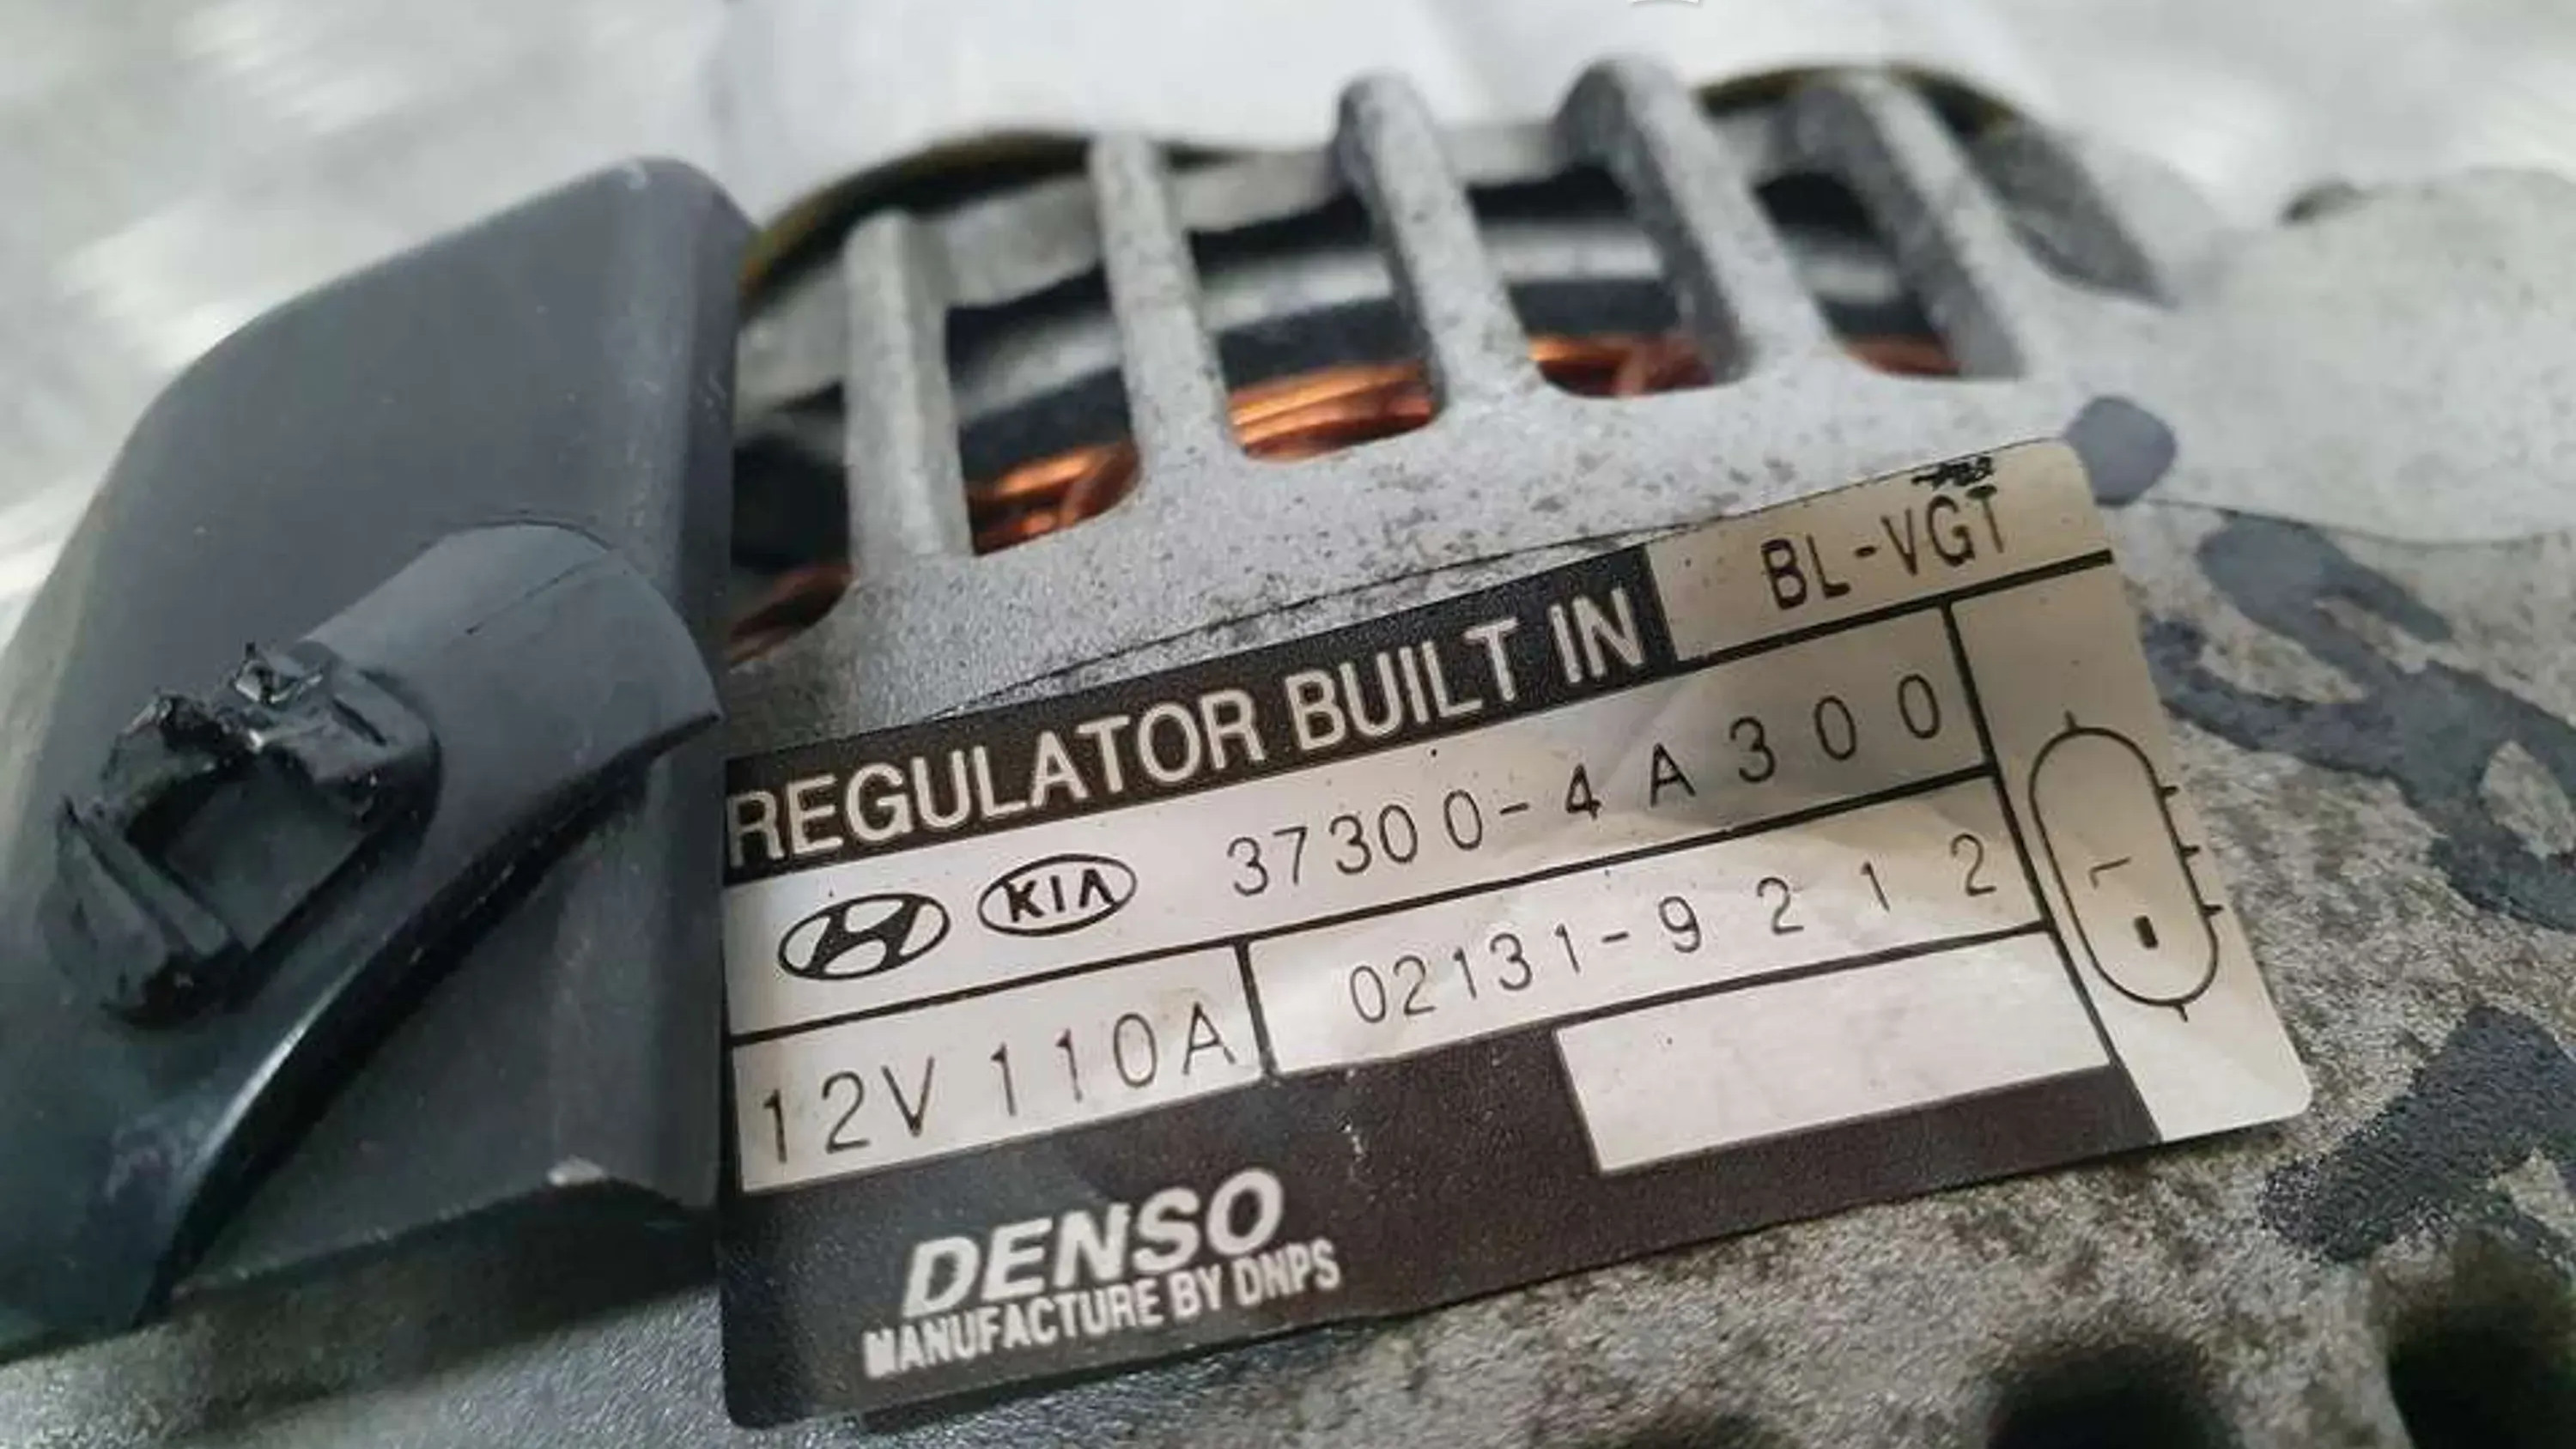 BL-VGT
REGULATOR BUILT IN
KIA 37300-4A300
12V 110A 02131-9212
L
DENSO
MANUFACTURE BY DNPS